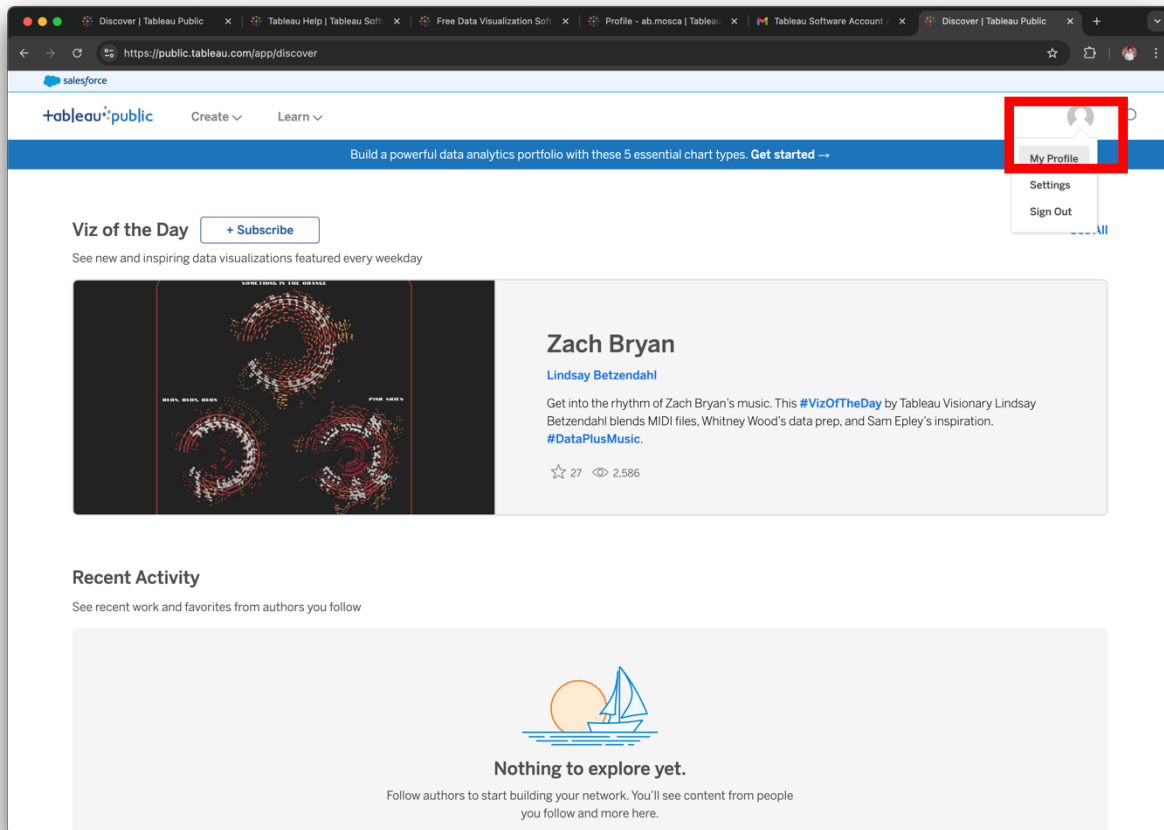 Discover | Tableau Public
Tableau Help | Tableau Soft
Free Data Visualization Soft
Profile - ab.mosca | Tableau
Tableau Software Account
Discover | Tableau Public
https://public.tableau.com/app/discover
salesforce
+ableau public
Create
Learn
Build a powerful data analytics portfolio with these 5 essential chart types. Get started →
My Profile
Settings
Sign Out
Viz of the Day
+ Subscribe
All
See new and inspiring data visualizations featured every weekday
SOMETHING IN THE ORANGE
BURN, BURN, BURN
PINK SKIES
Zach Bryan
Lindsay Betzendahl
Get into the rhythm of Zach Bryan's music. This #VizOfTheDay by Tableau Visionary Lindsay
Betzendahl blends MIDI files, Whitney Wood's data prep, and Sam Epley's inspiration.
#DataPlusMusic.
27
2,586
Recent Activity
See recent work and favorites from authors you follow
Nothing to explore yet.
Follow authors to start building your network. You'll see content from people
you follow and more here.